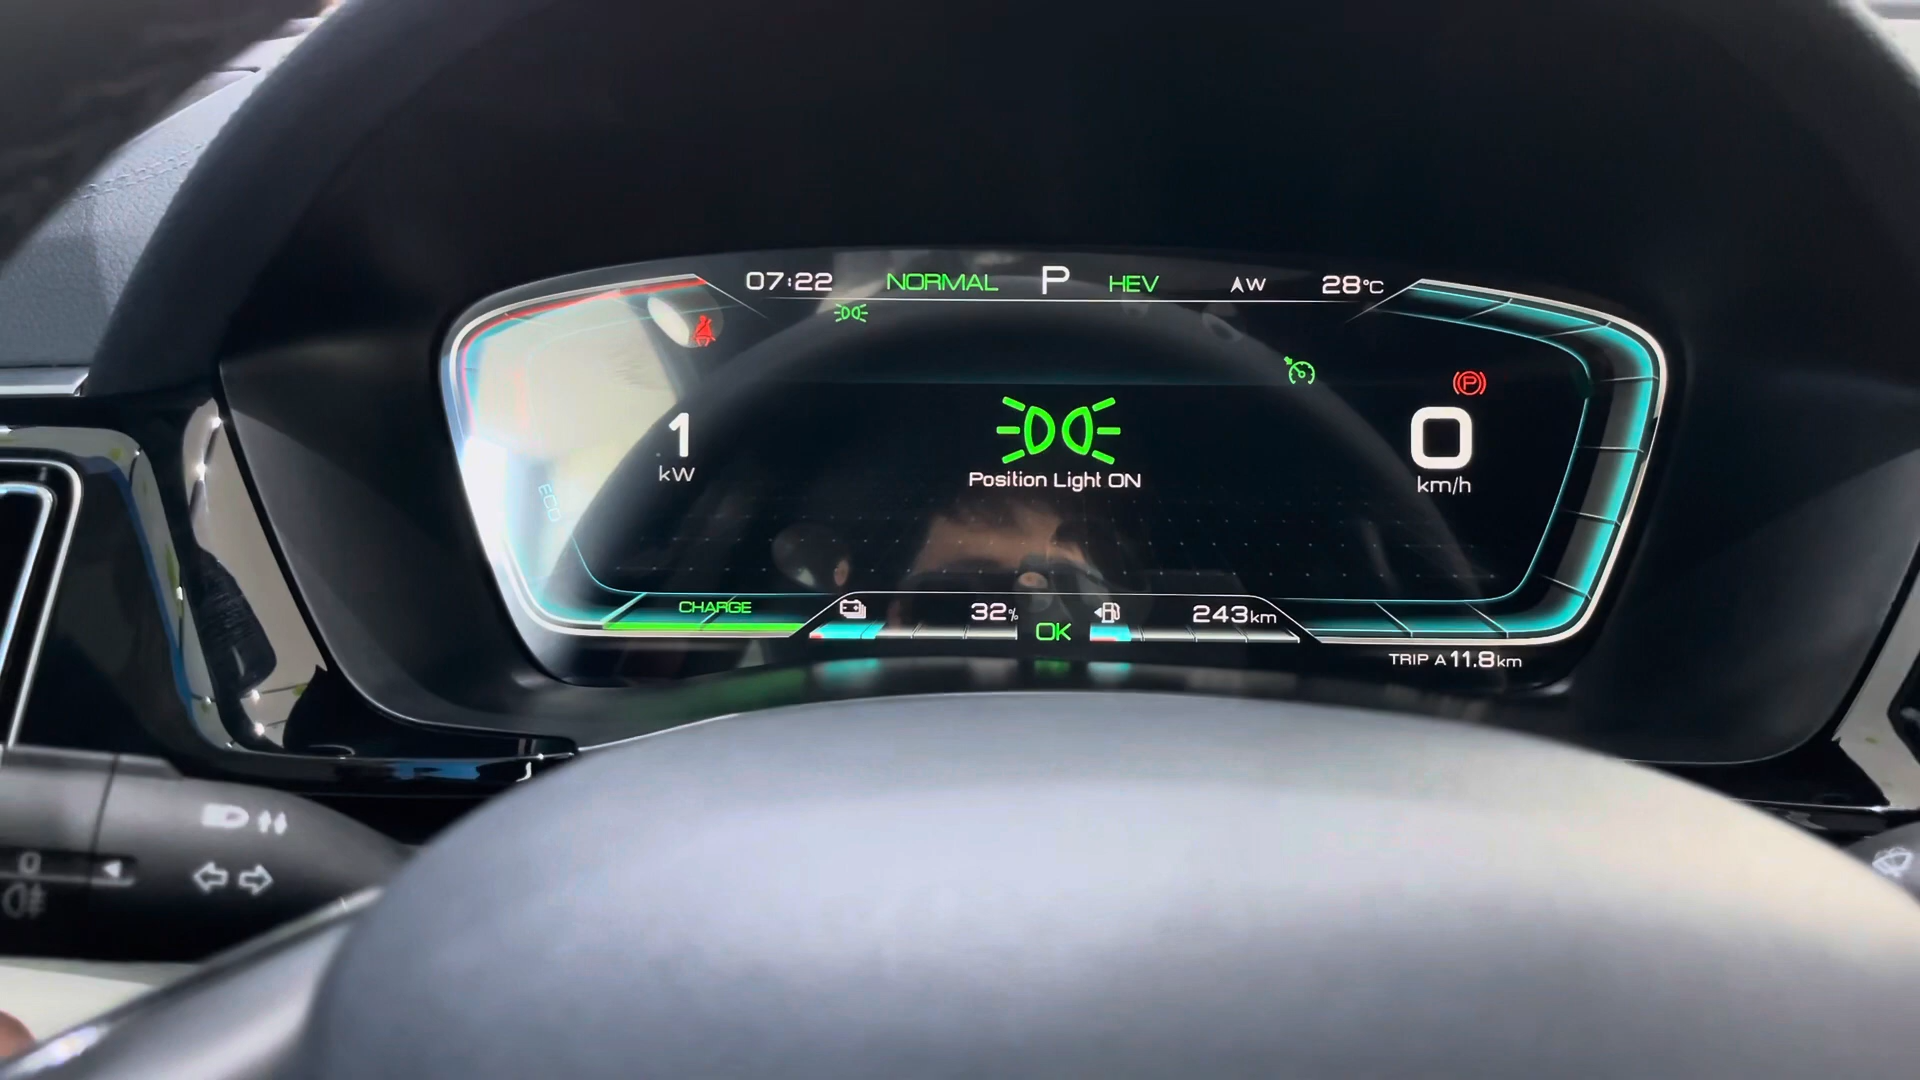 07:22 NORMAL P HEV W 28°C
P
1 0
kW km/h
Position Light ON
ECO
CHARGE 32% 243km
OK
TRIP A 11.8km
0